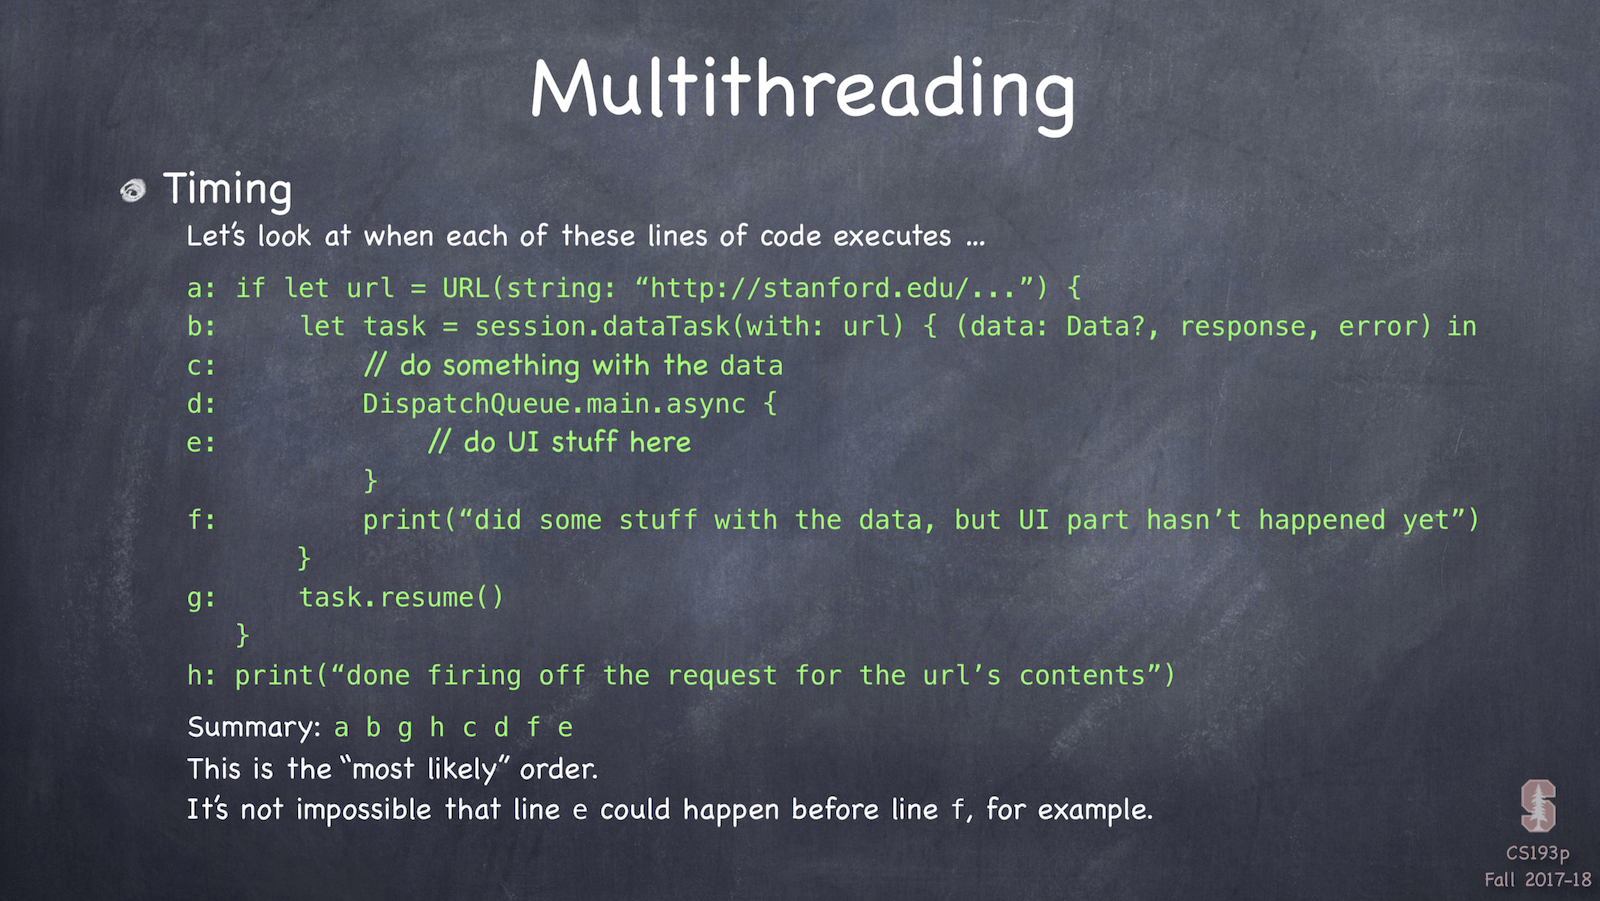 Multithreading
Timing
Let’s look at when each of these lines of code executes ...
a: if let url = URL(string: “http://stanford.edu/...”) {
b: let task = session.dataTask(with: url) { (data: Data?, response, error) in
c: // do something with the data
d: DispatchQueue.main.async {
e: // do UI stuff here
}
f: print(“did some stuff with the data, but UI part hasn’t happened yet”)
}
g: task.resume()
}
h: print(“done firing off the request for the url’s contents”)
Summary: a b g h c d f e
This is the “most likely” order.
It’s not impossible that line e could happen before line f, for example.
S
CS193p
Fall 2017-18